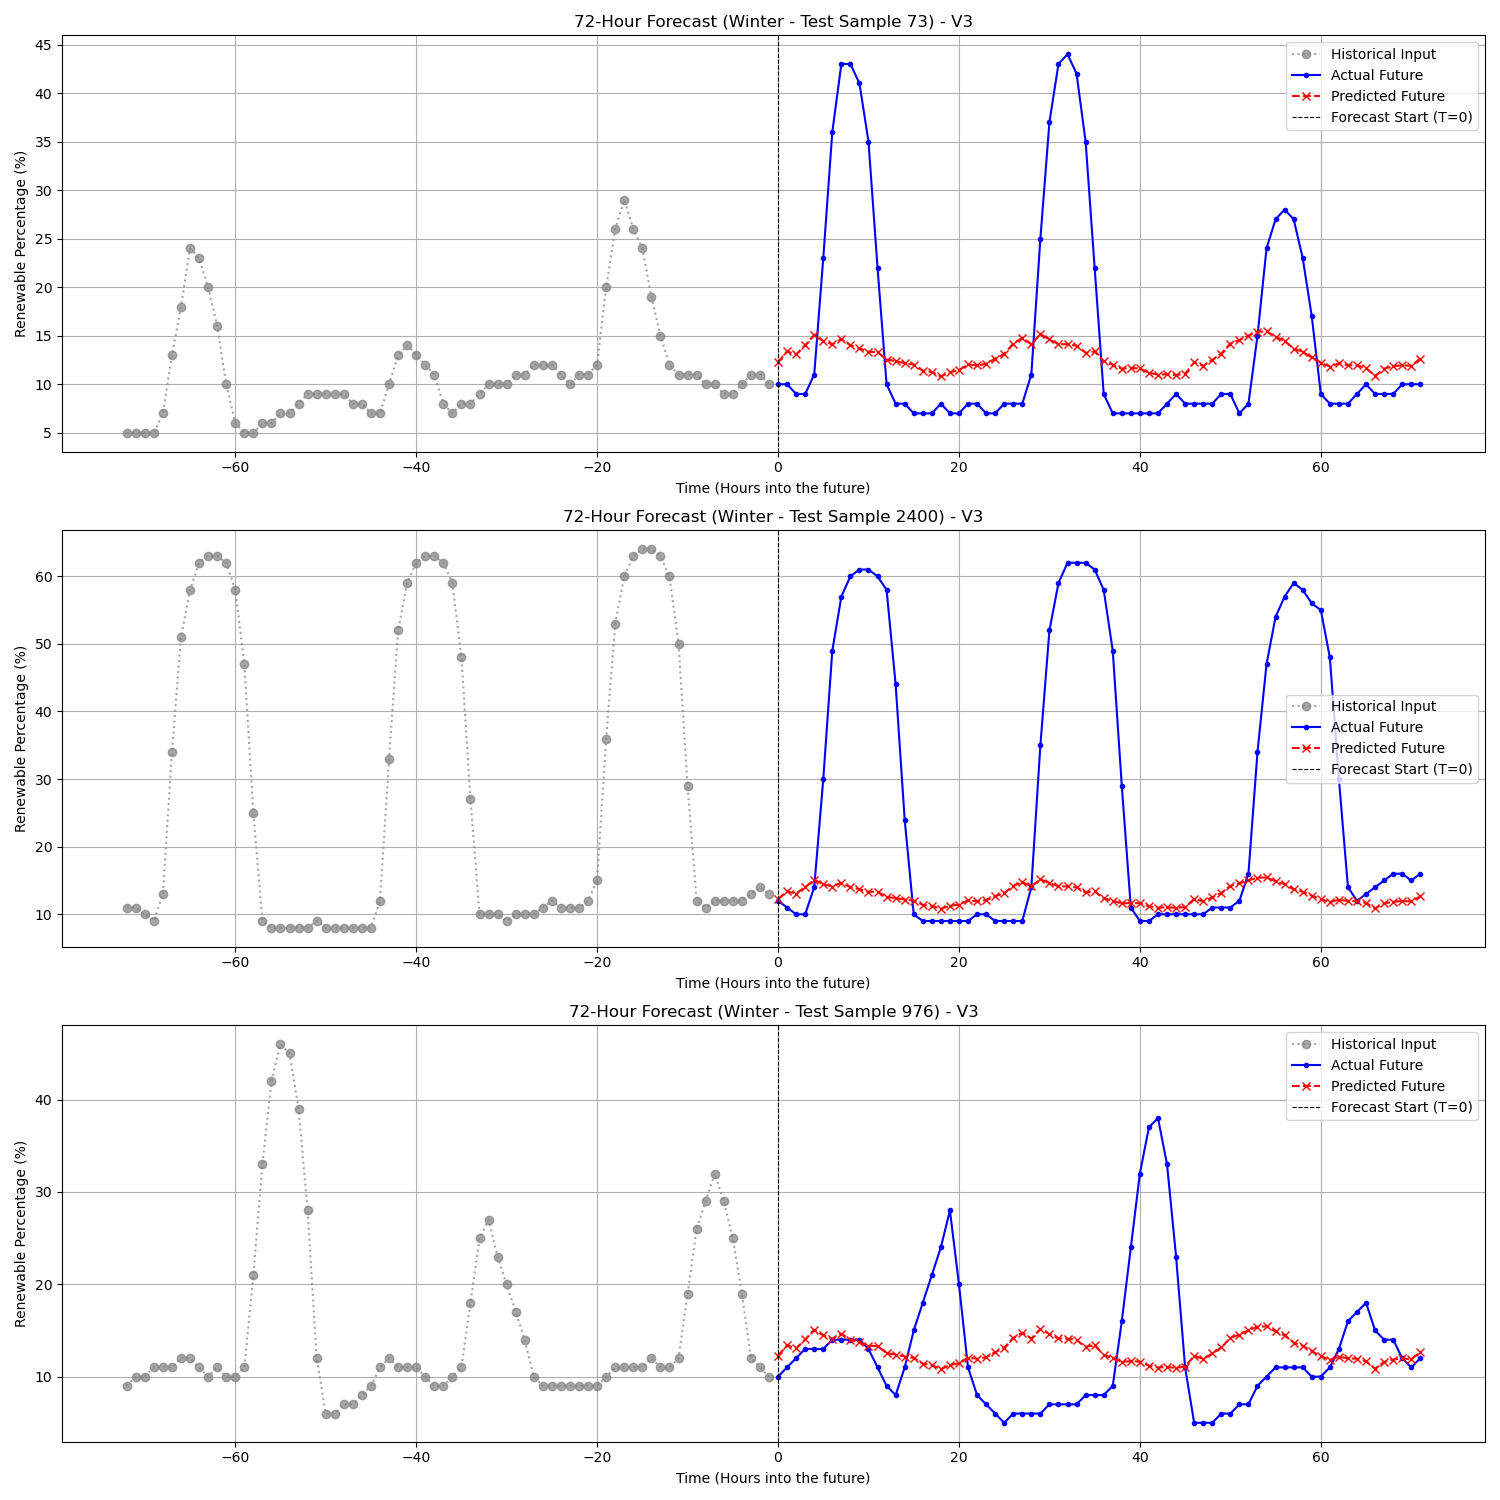 72-Hour Forecast (Winter - Test Sample 73) - V3
Renewable Percentage (%)
45
40
35
30
25
20
15
10
5
Historical Input
Actual Future
Predicted Future
Forecast Start (T=0)
−60 −40 −20 0 20 40 60
Time (Hours into the future)
72-Hour Forecast (Winter - Test Sample 2400) - V3
Renewable Percentage (%)
60
50
40
30
20
10
Historical Input
Actual Future
Predicted Future
Forecast Start (T=0)
−60 −40 −20 0 20 40 60
Time (Hours into the future)
72-Hour Forecast (Winter - Test Sample 976) - V3
Renewable Percentage (%)
40
30
20
10
Historical Input
Actual Future
Predicted Future
Forecast Start (T=0)
−60 −40 −20 0 20 40 60
Time (Hours into the future)